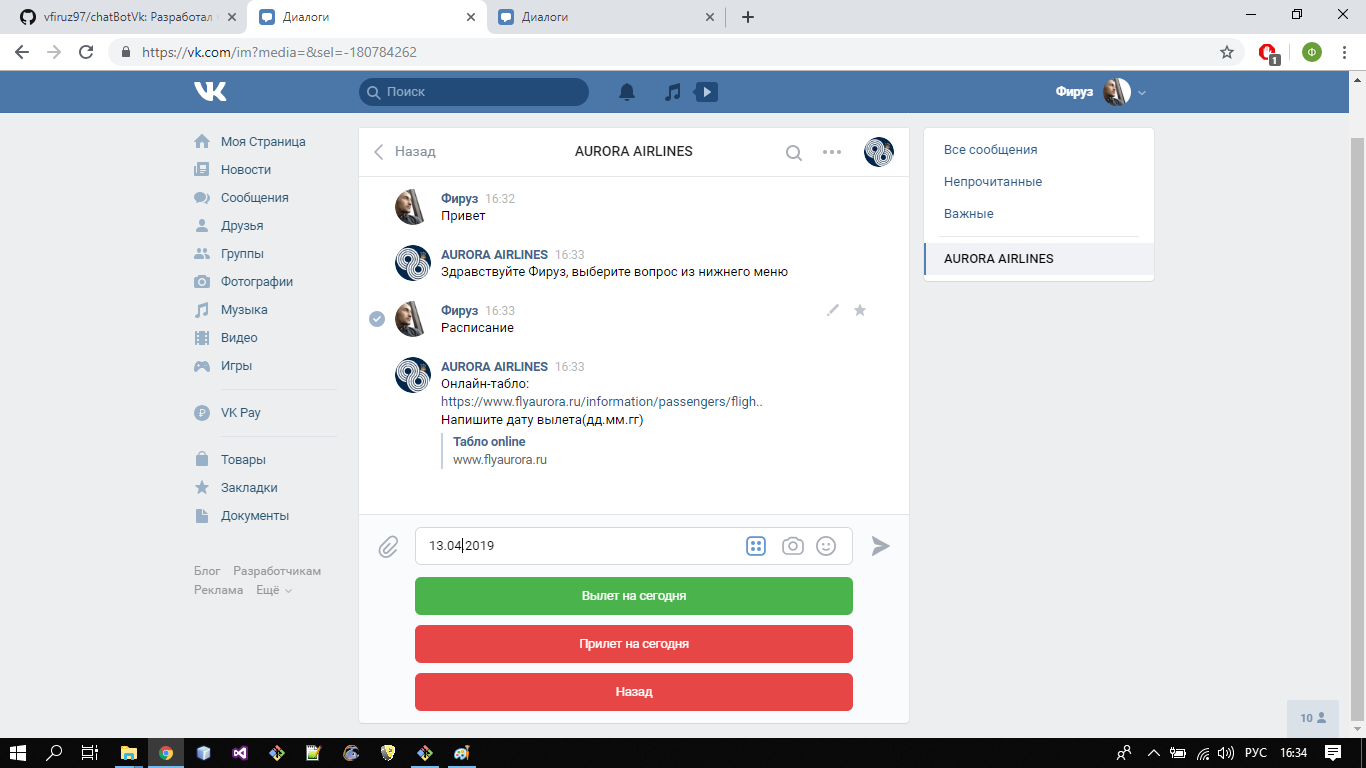 vfiruz97/chatBotVk: Разработал
Диалоги
Диалоги
https://vk.com/im?media=&sel=-180784262
1
Ф
Поиск
Фируз
Моя Страница
Новости
Сообщения
Друзья
Группы
Фотографии
Музыка
Видео
Игры
VK Pay
Товары
Закладки
Документы
Блог Разработчикам
Реклама Ещё
Назад
AURORA AIRLINES
Фируз 16:32
Привет
AURORA AIRLINES 16:33
Здравствуйте Фируз, выберите вопрос из нижнего меню
Фируз 16:33
Расписание
AURORA AIRLINES 16:33
Онлайн-табло:
https://www.flyaurora.ru/information/passengers/fligh..
Напишите дату вылета(дд.мм.гг)
Табло online
www.flyaurora.ru
13.04.2019
Вылет на сегодня
Прилет на сегодня
Назад
Все сообщения
Непрочитанные
Важные
AURORA AIRLINES
10
РУС
16:34